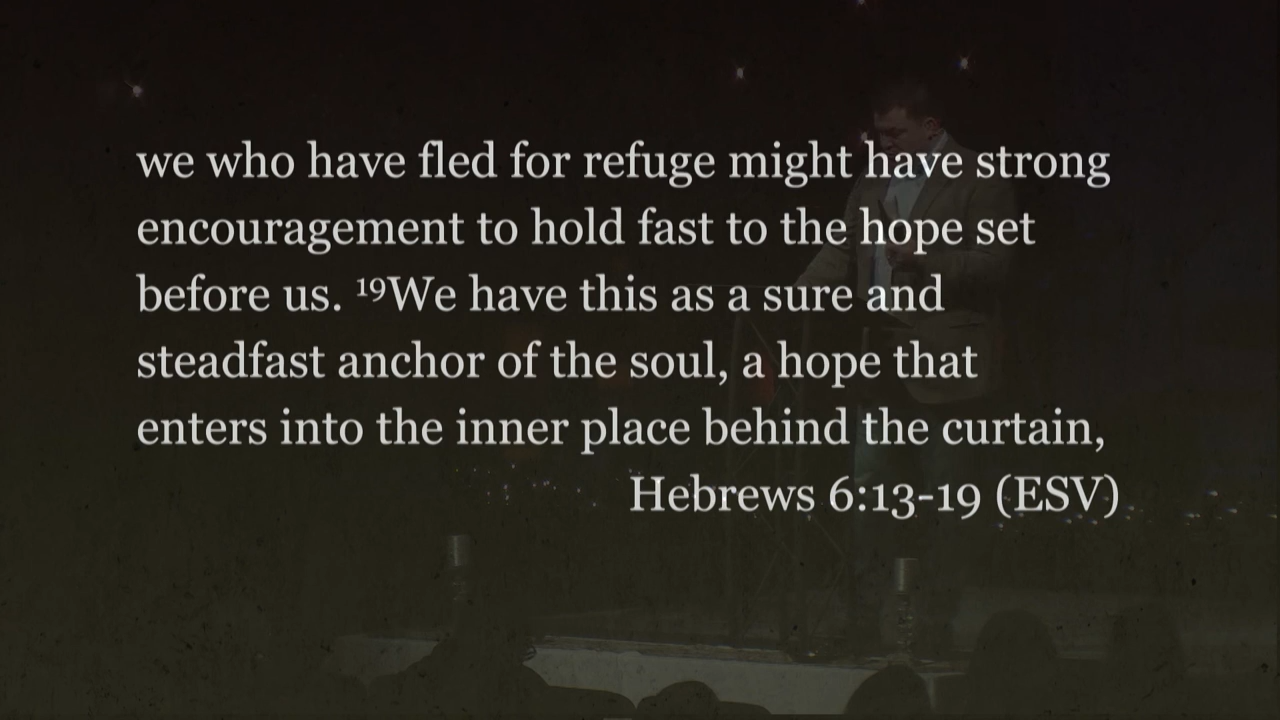 we who have fled for refuge might have strong
encouragement to hold fast to the hope set
before us. ¹⁹We have this as a sure and
steadfast anchor of the soul, a hope that
enters into the inner place behind the curtain,
Hebrews 6:13-19 (ESV)